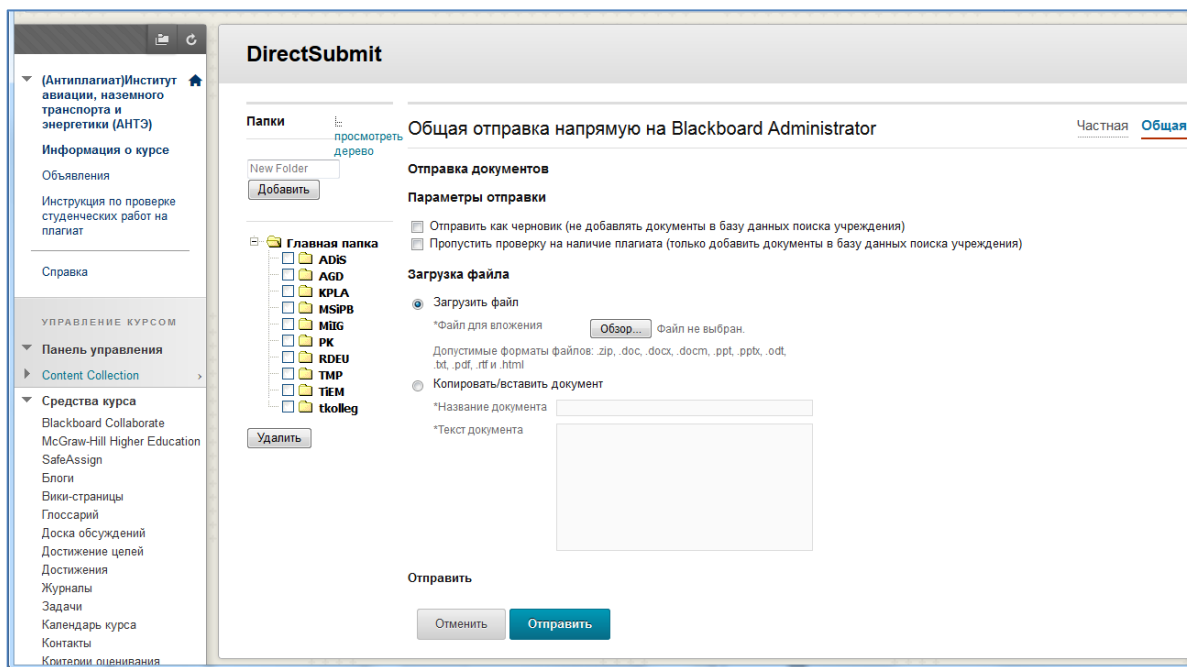 (Антиплагиат)Институт
авиации, наземного
транспорта и
энергетики (АНТЭ)
Информация о курсе
Объявления
Инструкция по проверке
студенческих работ на
плагиат
Справка
УПРАВЛЕНИЕ КУРСОМ
Панель управления
Content Collection
Средства курса
Blackboard Collaborate
McGraw-Hill Higher Education
SafeAssign
Блоги
Вики-страницы
Глоссарий
Доска обсуждений
Достижение целей
Достижения
Журналы
Задачи
Календарь курса
Контакты
Критерии оценивания
DirectSubmit
Папки
просмотреть
дерево
New Folder
Добавить
Главная папка
ADiS
AGD
KPLA
MSiPB
MiIG
PK
RDEU
TMP
TiEM
tkolleg
Удалить
Общая отправка напрямую на Blackboard Administrator
Частная Общая
Отправка документов
Параметры отправки
Отправить как черновик (не добавлять документы в базу данных поиска учреждения)
Пропустить проверку на наличие плагиата (только добавить документы в базу данных поиска учреждения)
Загрузка файла
Загрузить файл
*Файл для вложения Обзор... Файл не выбран.
Допустимые форматы файлов: .zip, .doc, .docx, .docm, .ppt, .pptx, .odt,
.txt, .pdf, .rtf и .html
Копировать/вставить документ
*Название документа
*Текст документа
Отправить
Отменить Отправить